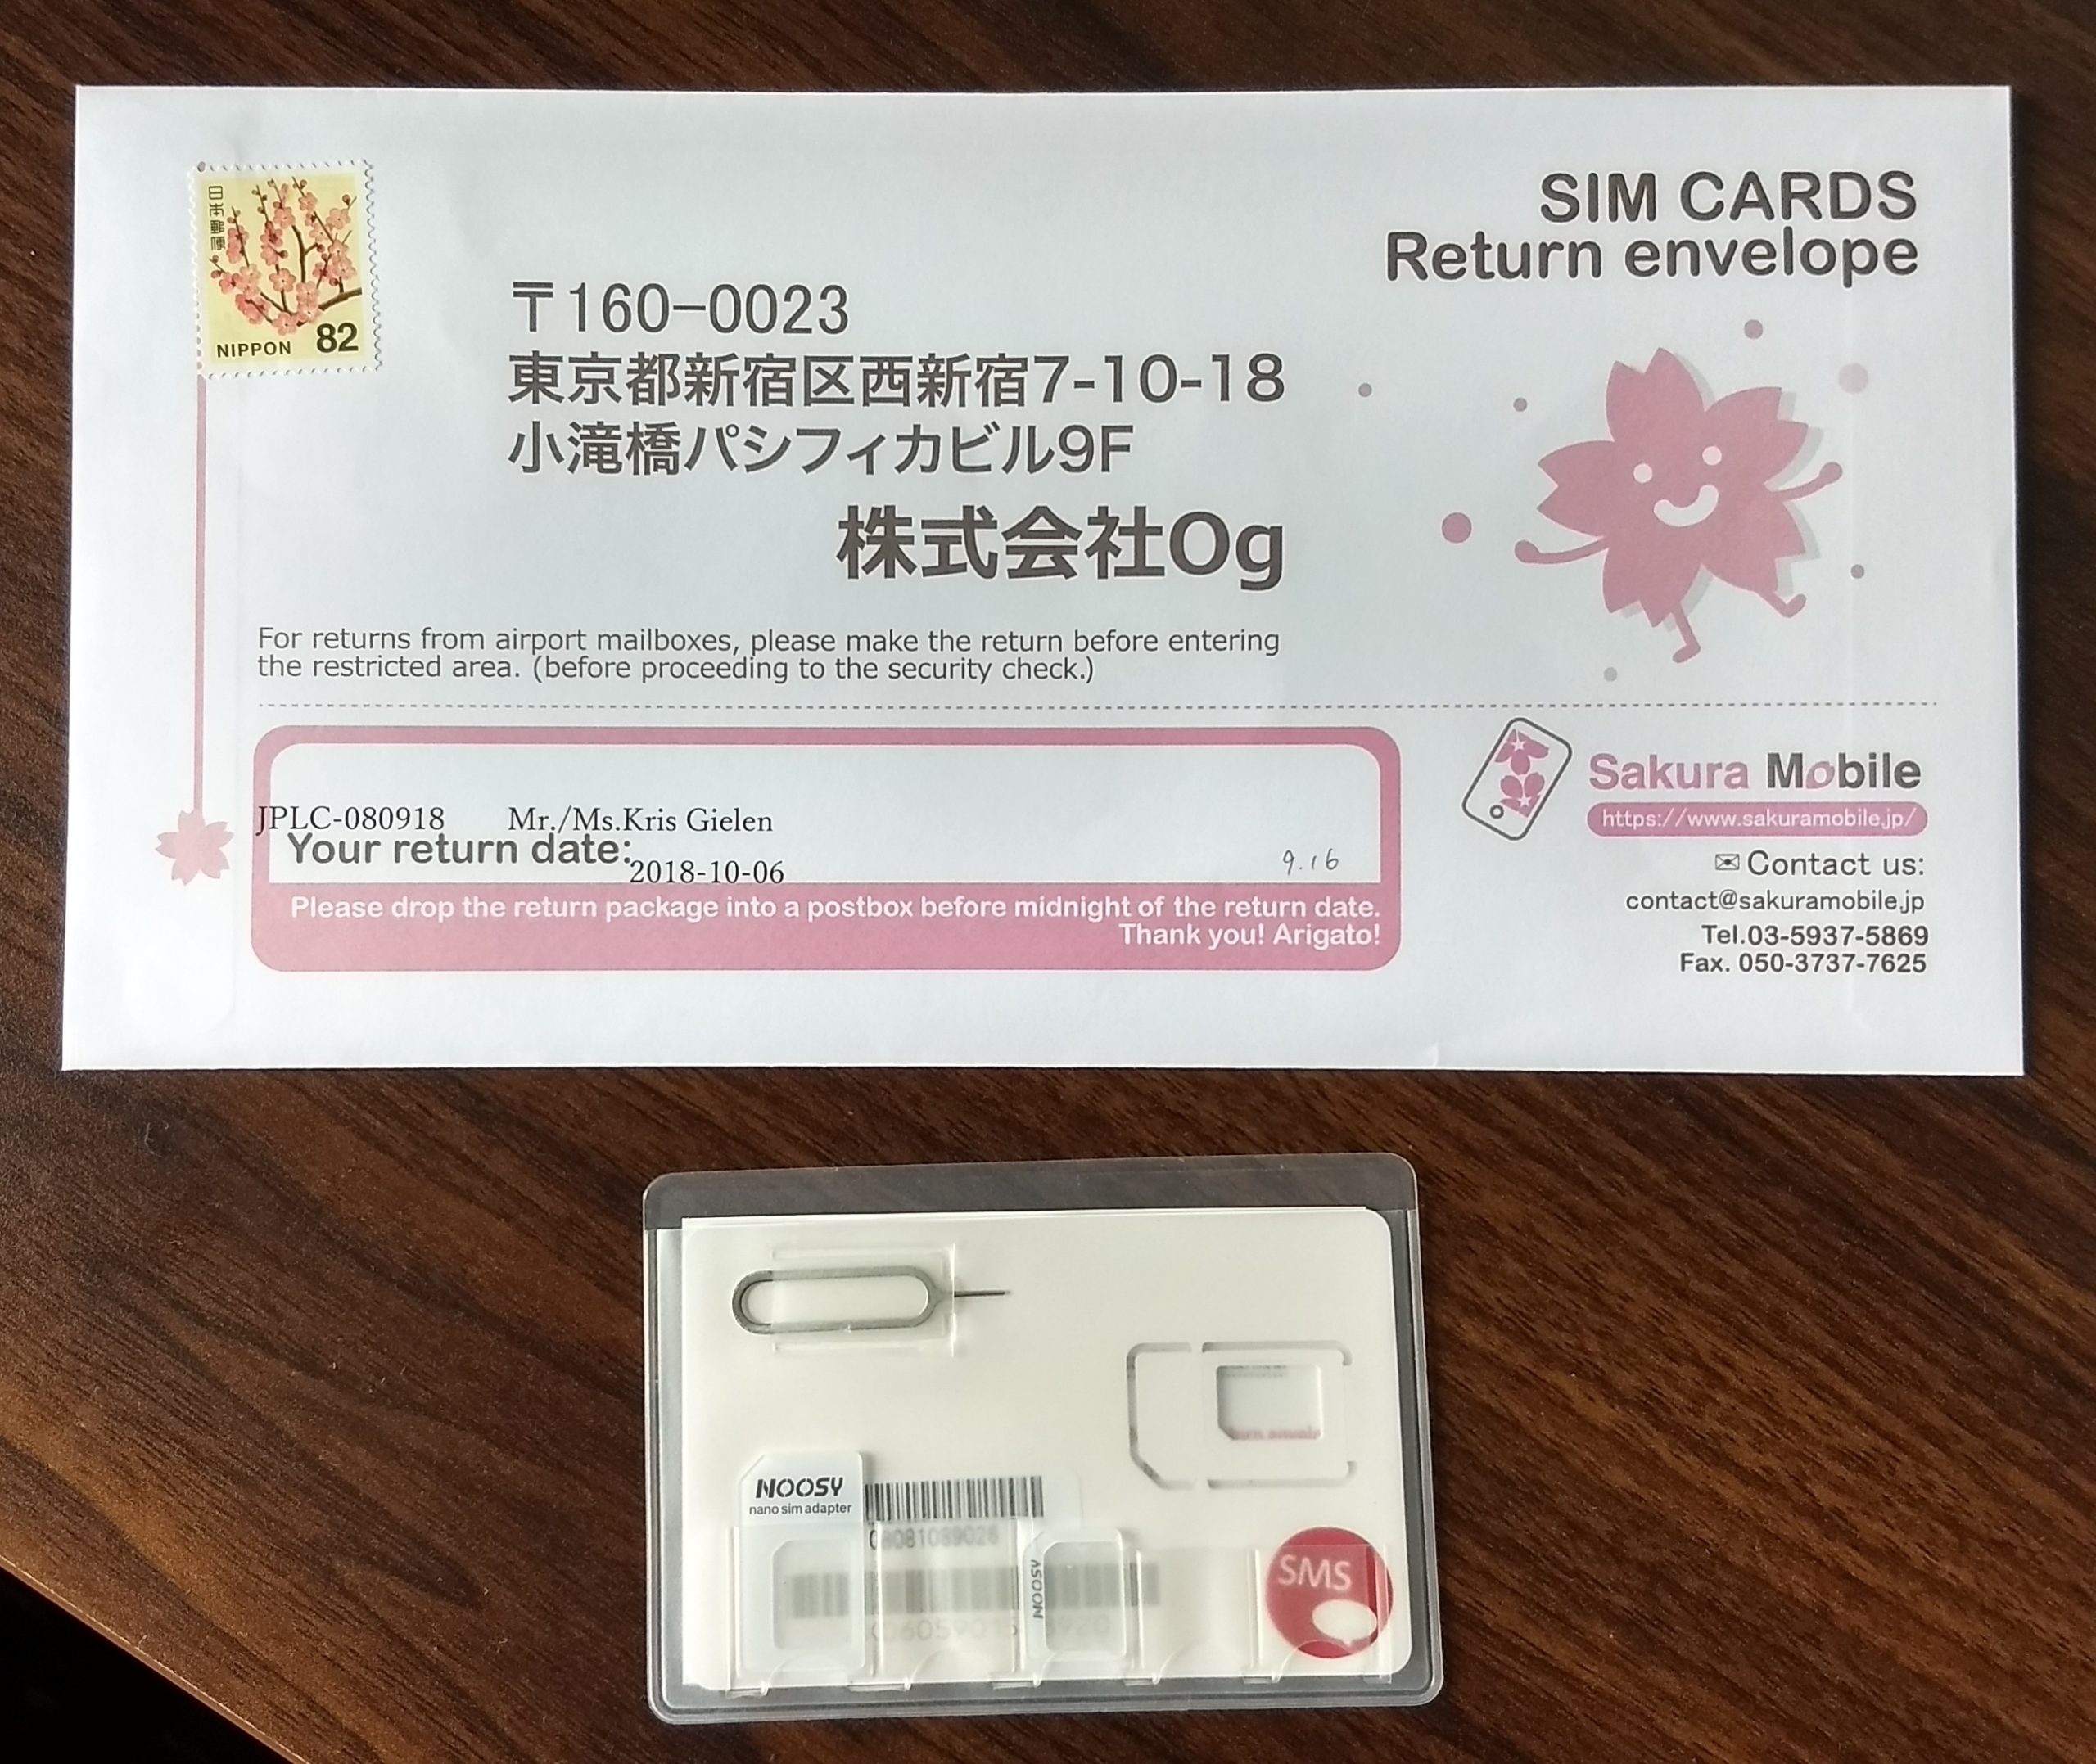 日本郵便
NIPPON 82
SIM CARDS
Return envelope
〒160-0023
東京都新宿区西新宿7-10-18
小滝橋パシフィカビル9F
株式会社Og
For returns from airport mailboxes, please make the return before entering
the restricted area. (before proceeding to the security check.)
JPLC-080918 Mr./Ms.Kris Gielen
Your return date:
2018-10-06
9.16
Please drop the return package into a postbox before midnight of the return date.
Thank you! Arigato!
Sakura Mobile
https://www.sakuramobile.jp/
Contact us:
contact@sakuramobile.jp
Tel.03-5937-5869
Fax. 050-3737-7625
NOOSY
nano sim adapter
NOOSY
SMS